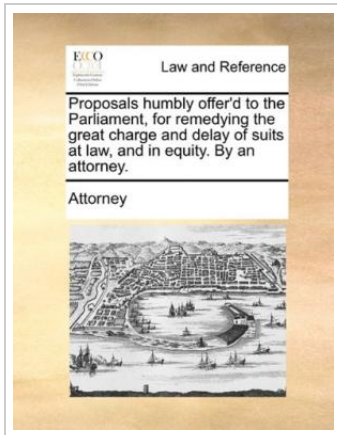 ECCO
Law and Reference
Proposals humbly offer'd to the
Parliament, for remedying the
great charge and delay of suits
at law, and in equity. By an
attorney.
Attorney